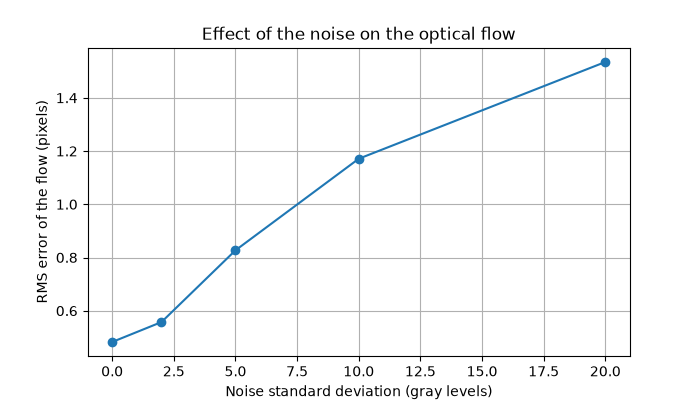 Effect of the noise on the optical flow
RMS error of the flow (pixels)
1.4
1.2
1.0
0.8
0.6
0.0 2.5 5.0 7.5 10.0 12.5 15.0 17.5 20.0
Noise standard deviation (gray levels)